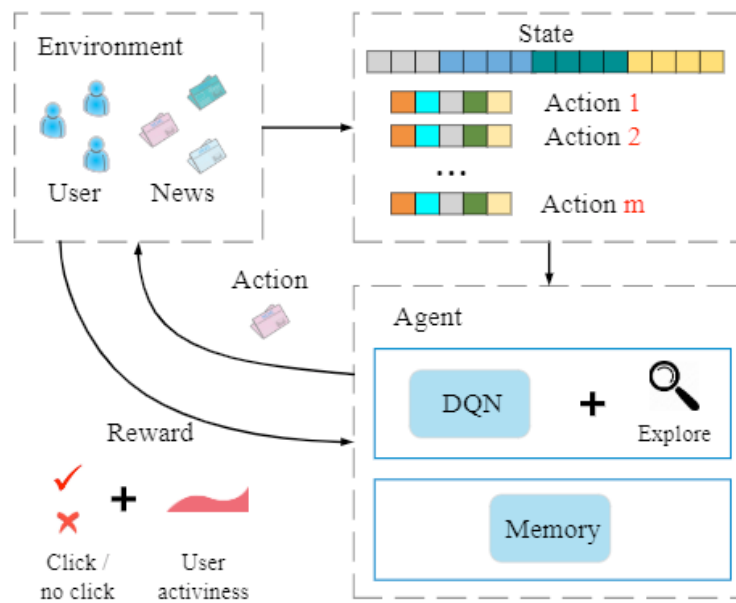 Environment
User
News
State
Action 1
Action 2
...
Action m
Action
Agent
DQN
+
Explore
Memory
Reward
+
Click /
no click
User
activiness